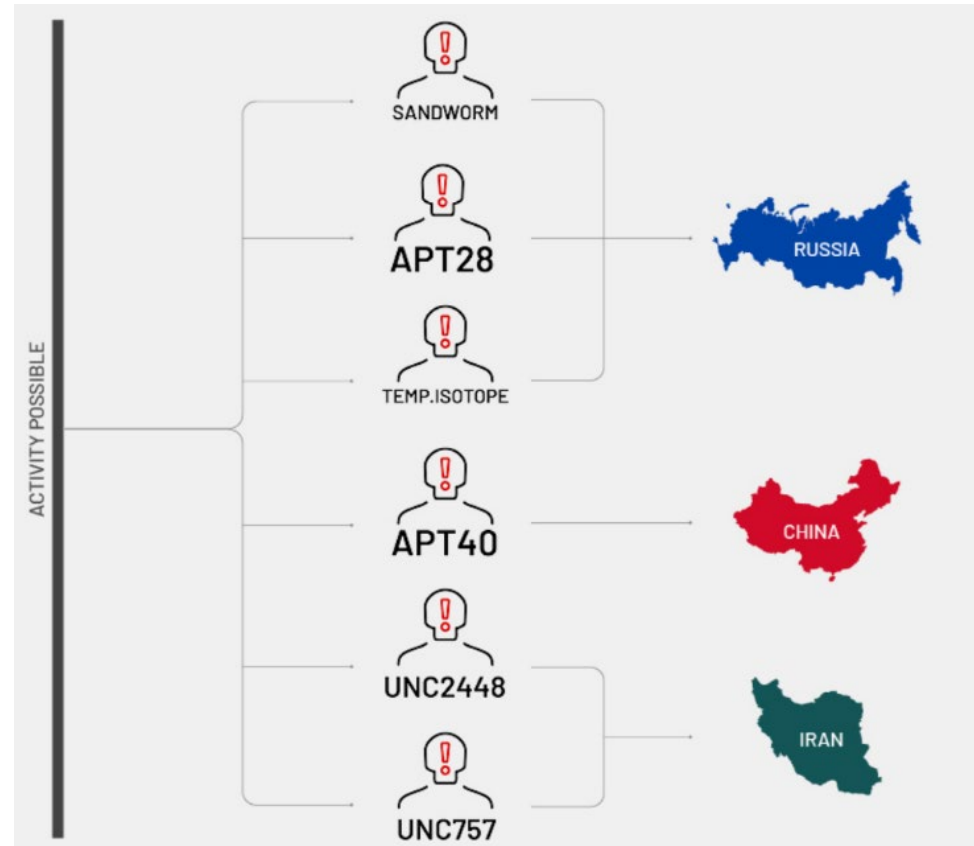 ACTIVITY POSSIBLE
SANDWORM
APT28
TEMP.ISOTOPE
APT40
UNC2448
UNC757
RUSSIA
CHINA
IRAN